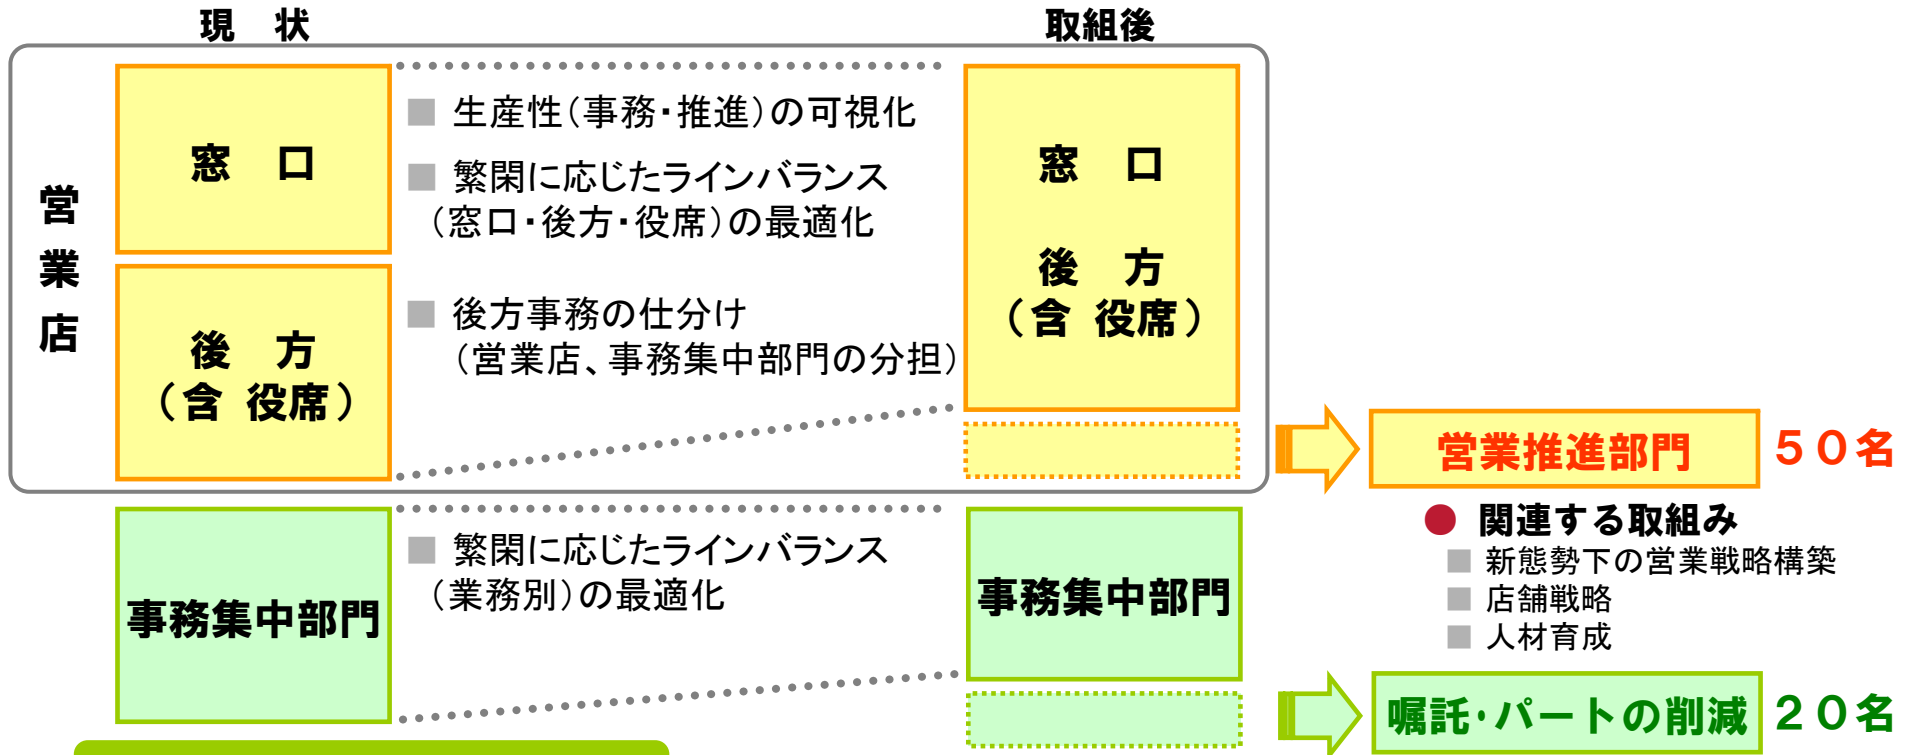 現　状
取組後
営業店
窓　口
後　方
（含 役席）
■ 生産性（事務・推進）の可視化
■ 繁閑に応じたラインバランス
（窓口・後方・役席）の最適化
■ 後方事務の仕分け
（営業店、事務集中部門の分担）
窓　口
後　方
（含 役席）
営業推進部門
５０名
● 関連する取組み
■ 新態勢下の営業戦略構築
■ 店舗戦略
■ 人材育成
事務集中部門
■ 繁閑に応じたラインバランス
（業務別）の最適化
事務集中部門
嘱託・パートの削減
２０名